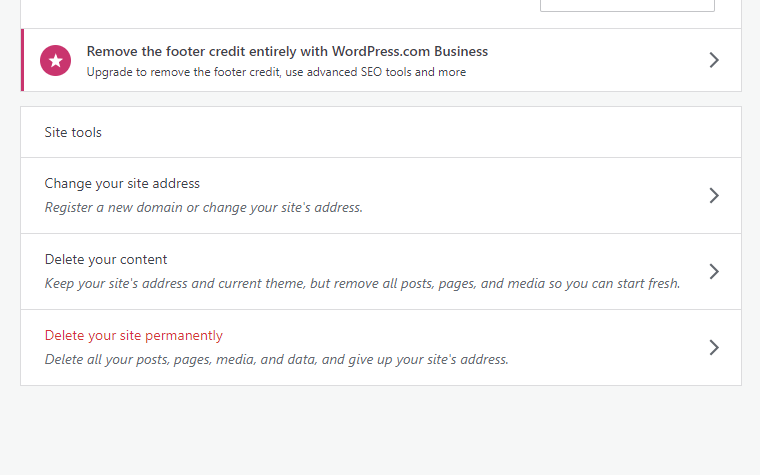 Remove the footer credit entirely with WordPress.com Business
Upgrade to remove the footer credit, use advanced SEO tools and more
Site tools
Change your site address
Register a new domain or change your site's address.
Delete your content
Keep your site's address and current theme, but remove all posts, pages, and media so you can start fresh.
Delete your site permanently
Delete all your posts, pages, media, and data, and give up your site's address.